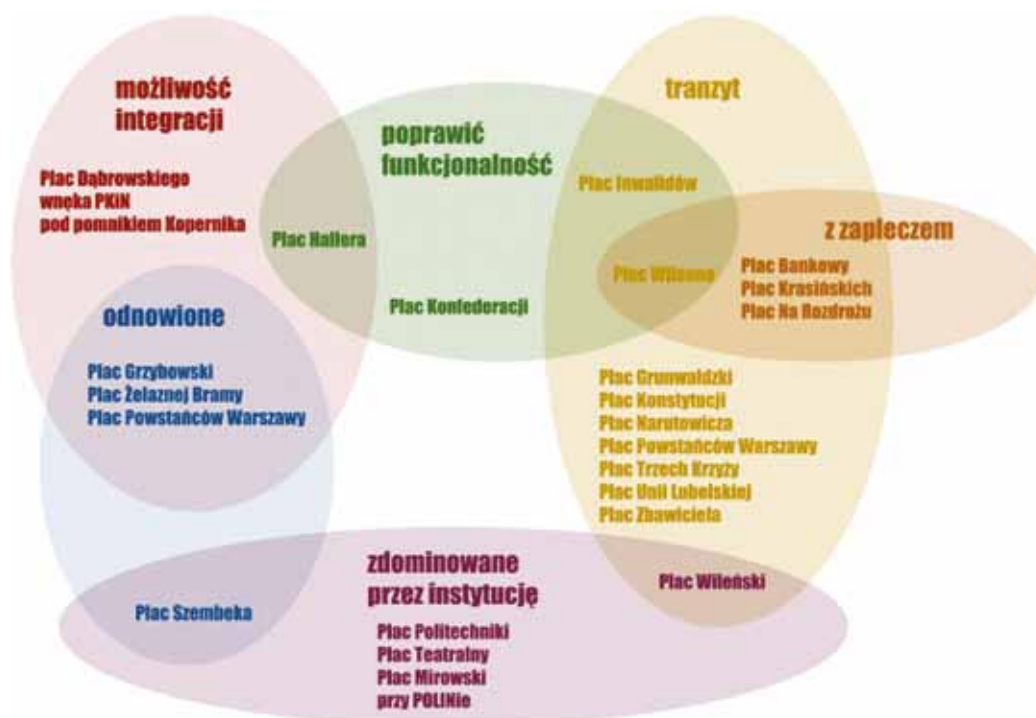 możliwość
integracji
Plac Dąbrowskiego
wnęka PKiN
pod pomnikiem Kopernika
Plac Hallera
poprawić
funkcjonalność
Plac Konfederacji
tranzyt
Plac Inwalidów
Plac Wilsona
z zapleczem
Plac Bankowy
Plac Krasińskich
Plac Na Rozdrożu
odnowione
Plac Grzybowski
Plac Żelaznej Bramy
Plac Powstańców Warszawy
Plac Grunwaldzki
Plac Konstytucji
Plac Narutowicza
Plac Powstańców Warszawy
Plac Trzech Krzyży
Plac Unii Lubelskiej
Plac Zbawiciela
Plac Szembeka
zdominowane
przez instytucję
Plac Politechniki
Plac Teatralny
Plac Mirowski
przy POLINie
Plac Wileński